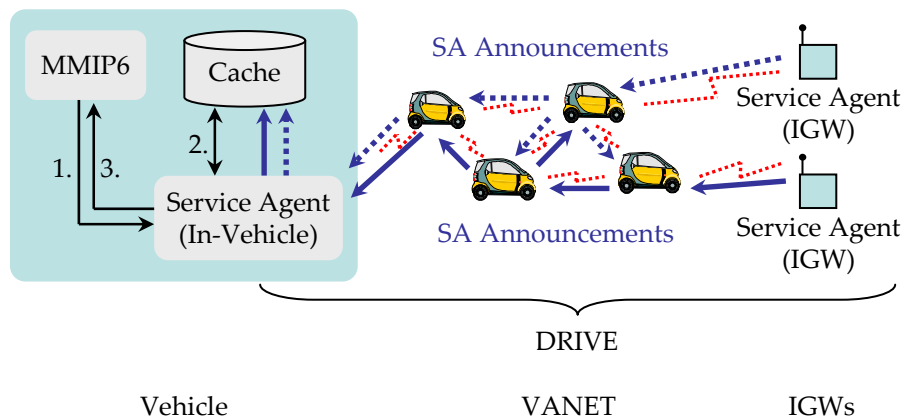 MMIP6
Cache
SA Announcements
Service Agent
(IGW)
1.
3.
2.
Service Agent
(In-Vehicle)
SA Announcements
Service Agent
(IGW)
DRIVE
Vehicle
VANET
IGWs